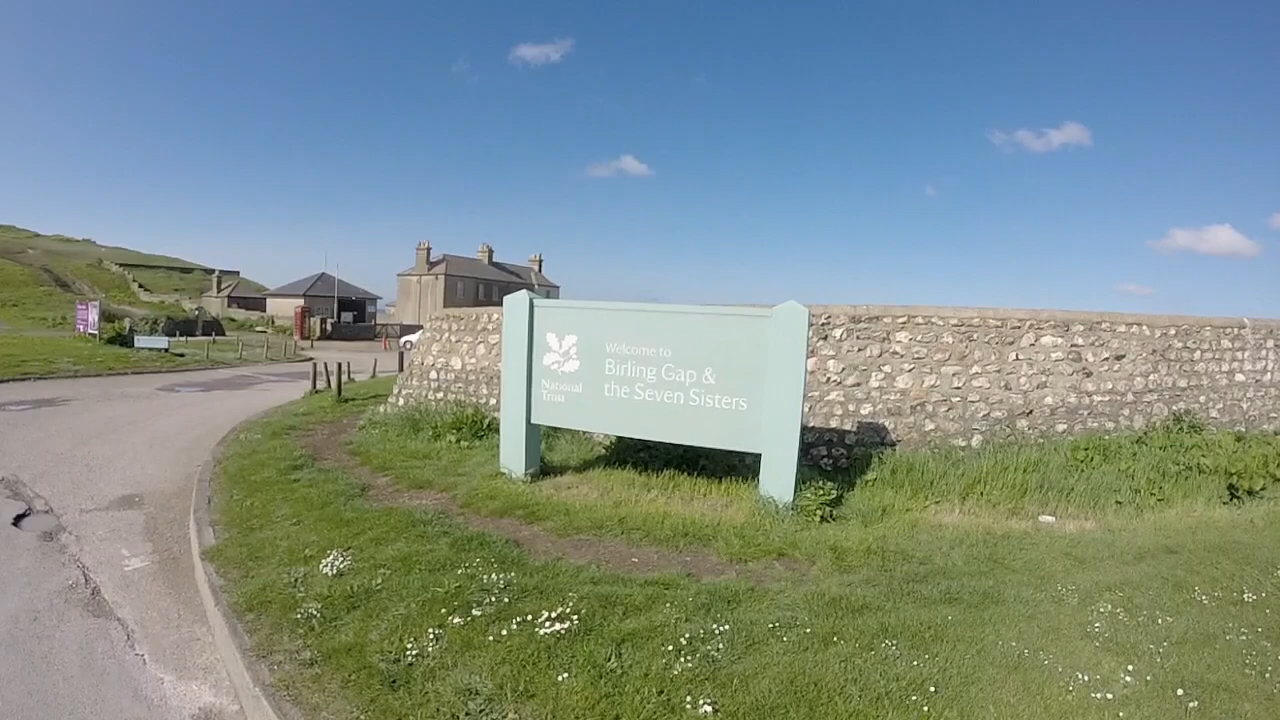 National
Trust
Welcome to
Birling Gap &
the Seven Sisters